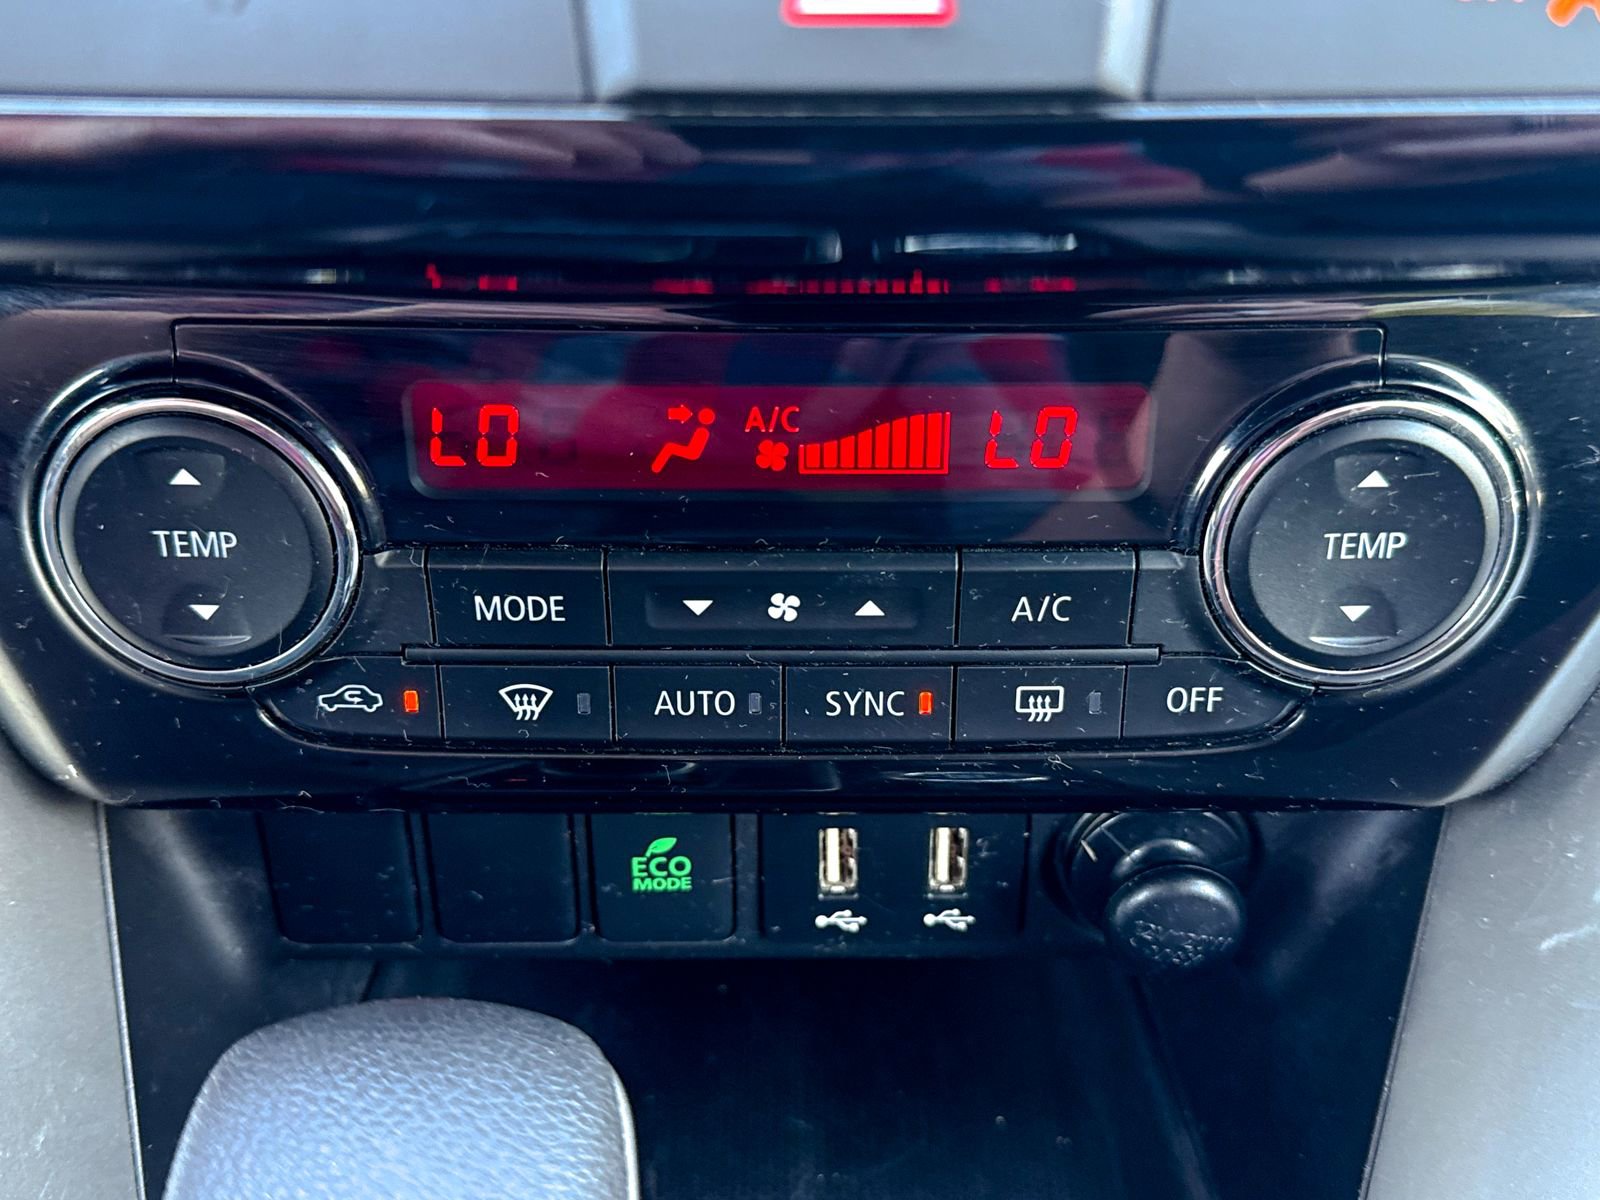 LO A/C LO
TEMP
TEMP
MODE
A/C
AUTO
SYNC
OFF
ECO
MODE